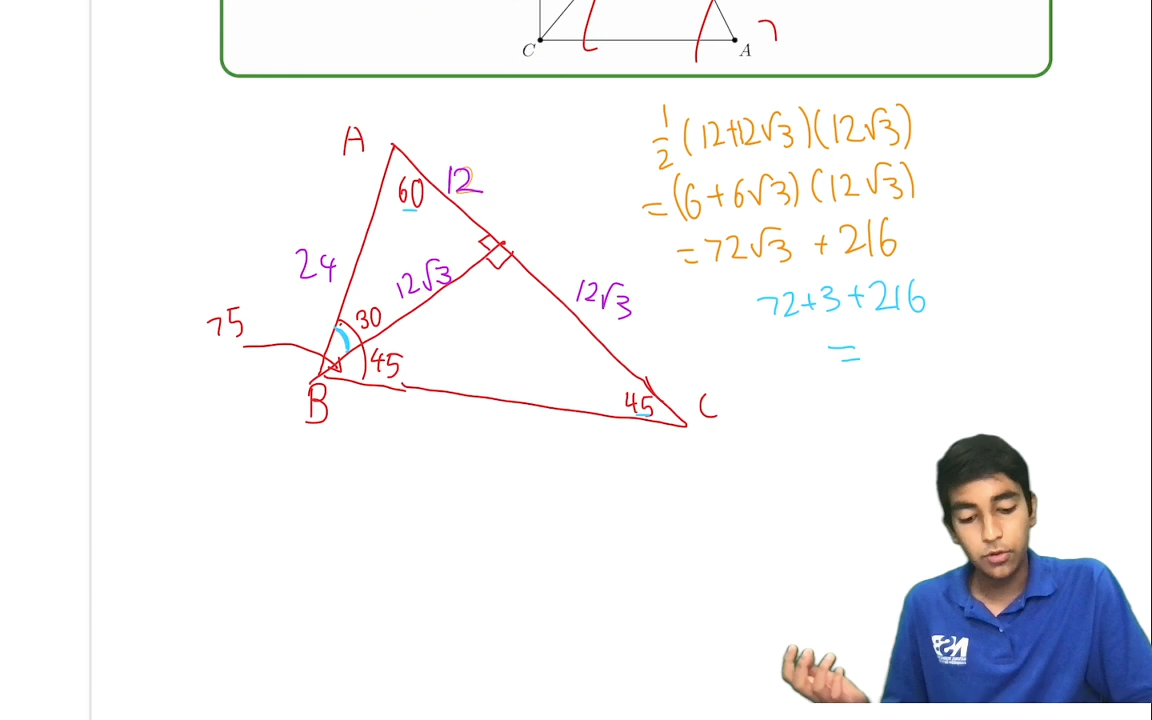 C A 7
A
60 12
24
12√3
12√3
75
30
45
B
45 C
1/2 (12+12√3)(12√3)
= (6+6√3)(12√3)
= 72√3 + 216
72+3+216
=